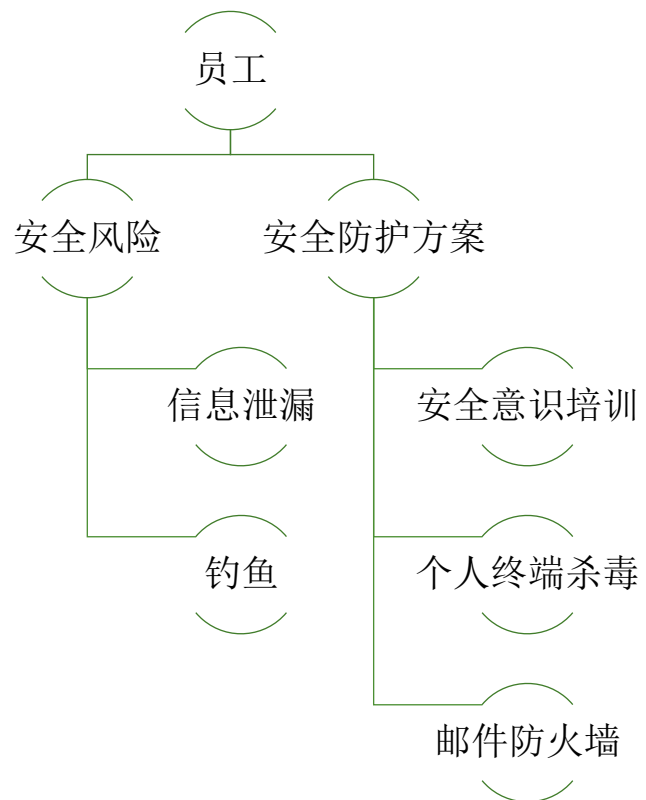 员工
安全风险
安全防护方案
信息泄漏
安全意识培训
钓鱼
个人终端杀毒
邮件防火墙